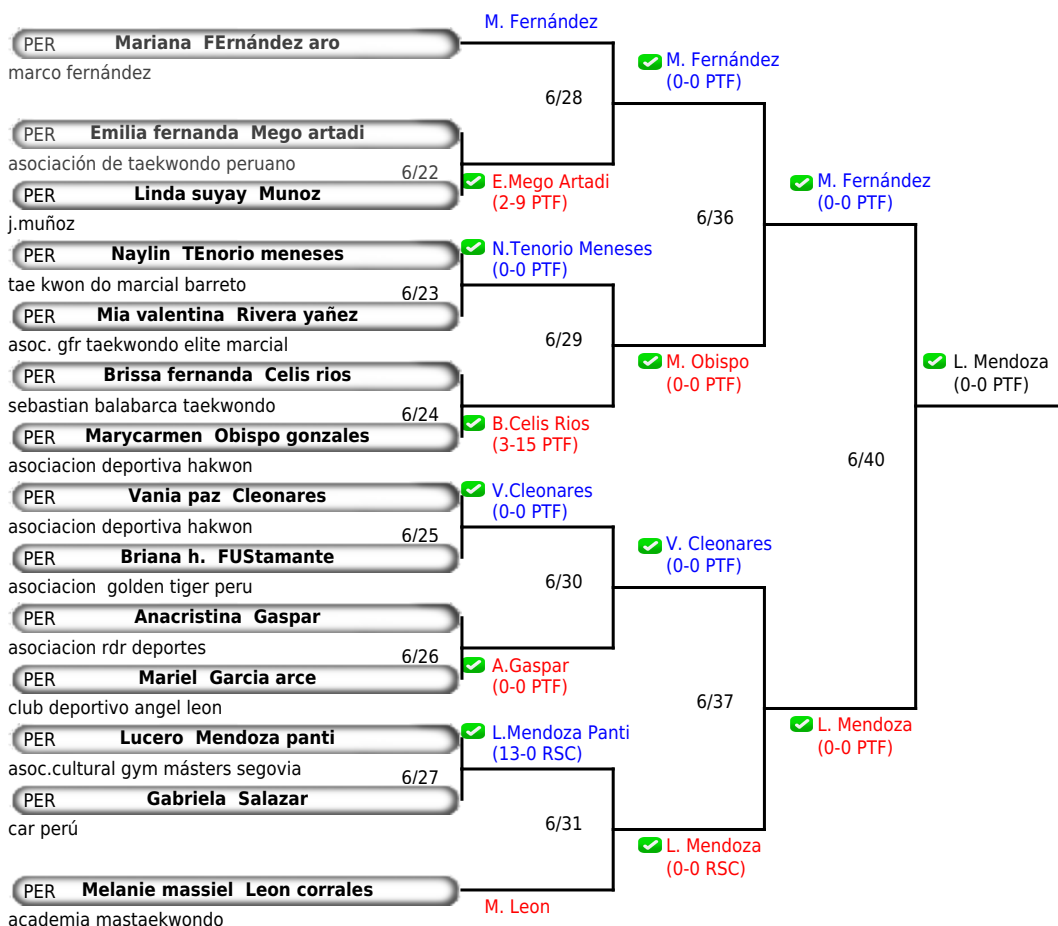 M. Fernández
PER Mariana FErnández aro
marco fernández
M. Fernández
(0-0 PTF)
6/28
PER Emilia fernanda Mego artadi
asociación de taekwondo peruano
6/22
PER Linda suyay Munoz
j.muñoz
E.Mego Artadi
(2-9 PTF)
M. Fernández
(0-0 PTF)
6/36
PER Naylin TEnorio meneses
tae kwon do marcial barreto
N.Tenorio Meneses
(0-0 PTF)
6/23
PER Mia valentina Rivera yañez
asoc. gfr taekwondo elite marcial
6/29
M. Obispo
(0-0 PTF)
L. Mendoza
(0-0 PTF)
PER Brissa fernanda Celis rios
sebastian balabarca taekwondo
6/24
PER Marycarmen Obispo gonzales
asociacion deportiva hakwon
B.Celis Rios
(3-15 PTF)
6/40
PER Vania paz Cleonares
asociacion deportiva hakwon
V.Cleonares
(0-0 PTF)
6/25
PER Briana h. FUStamante
asociacion golden tiger peru
V. Cleonares
(0-0 PTF)
6/30
PER Anacristina Gaspar
asociacion rdr deportes
6/26
PER Mariel Garcia arce
club deportivo angel leon
A.Gaspar
(0-0 PTF)
6/37
PER Lucero Mendoza panti
asoc.cultural gym másters segovia
L.Mendoza Panti
(13-0 RSC)
L. Mendoza
(0-0 PTF)
6/27
PER Gabriela Salazar
car perú
6/31
L. Mendoza
(0-0 RSC)
PER Melanie massiel Leon corrales
academia mastaekwondo
M. Leon